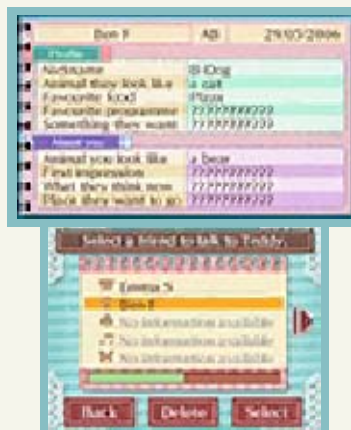 Ben F AB 29/05/2006
Profile
Nickname B-Dog
Animal they look like a cat
Favourite food Pizza
Favourite programme ??????????
Something they want ??????????
About you
Animal you look like a bear
First impression ??????????
What they think now ??????????
Place they want to go ??????????
Select a friend to talk to Teddy.
Emma S
Ben F
No information available
No information available
No information available
Back Delete Select